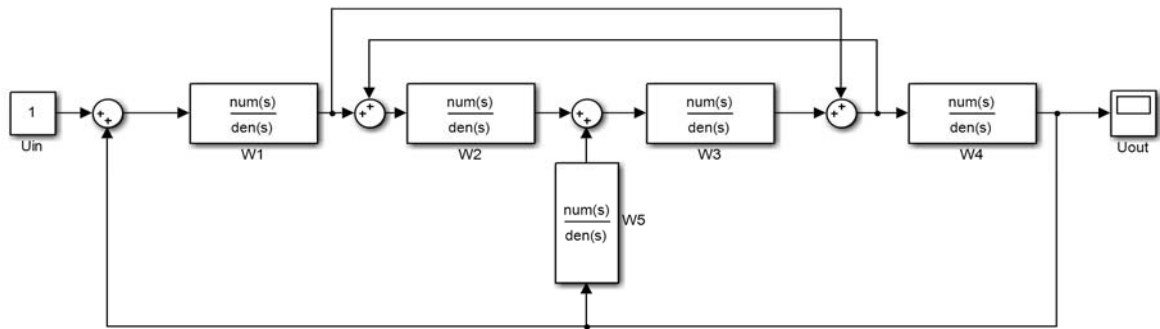 1
Uin
+
+
num(s)
den(s)
W1
+
+
num(s)
den(s)
W2
+
+
num(s)
den(s)
W3
+
+
num(s)
den(s)
W4
Uout
num(s)
den(s)
W5